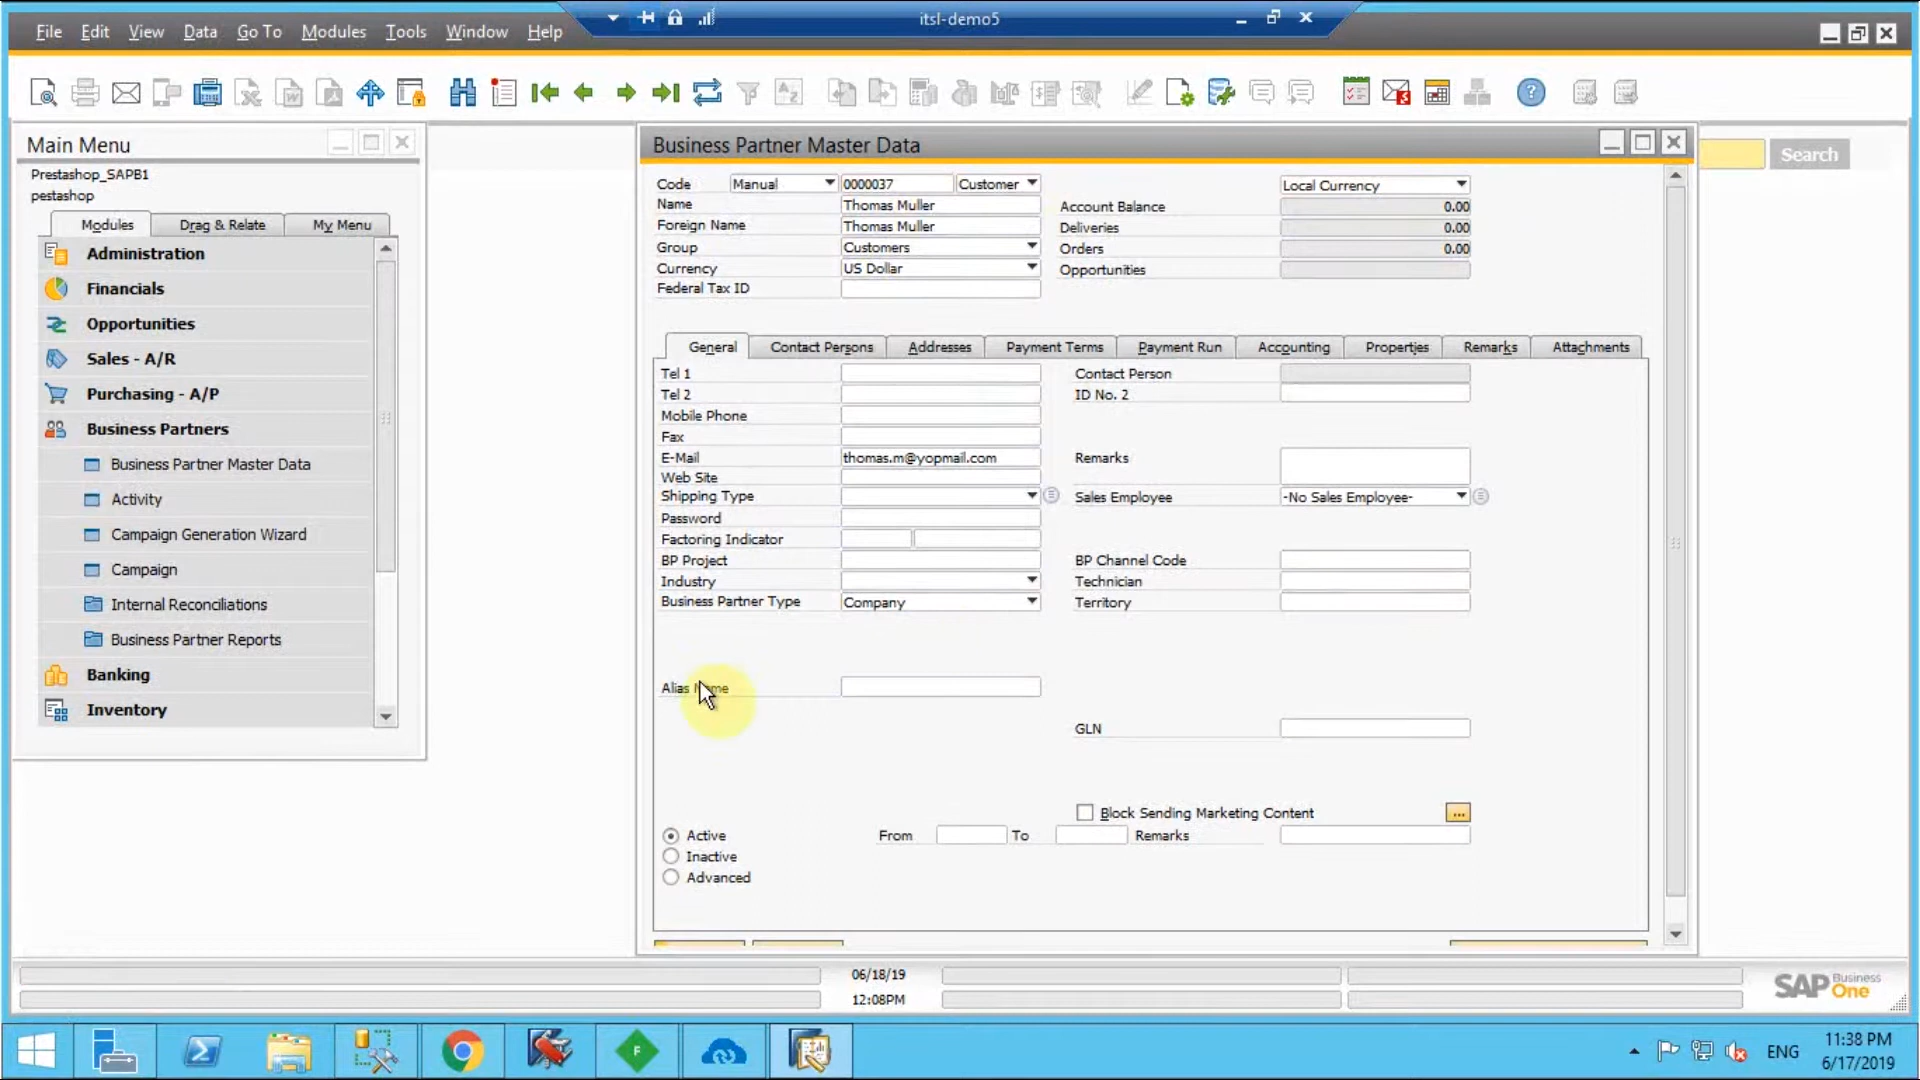 itsl-demo5
File Edit View Data Go To Modules Tools Window Help
Main Menu
Prestashop_SAPB1
pestashop
Modules Drag & Relate My Menu
Administration
Financials
Opportunities
Sales - A/R
Purchasing - A/P
Business Partners
Business Partner Master Data
Activity
Campaign Generation Wizard
Campaign
Internal Reconciliations
Business Partner Reports
Banking
Inventory
Search
Business Partner Master Data
Code Manual 0000037 Customer Local Currency
Name Thomas Muller Account Balance 0.00
Foreign Name Thomas Muller Deliveries 0.00
Group Customers Orders 0.00
Currency US Dollar Opportunities
Federal Tax ID
General Contact Persons Addresses Payment Terms Payment Run Accounting Properties Remarks Attachments
Tel 1 Contact Person
Tel 2 ID No. 2
Mobile Phone
Fax
E-Mail thomas.m@yopmail.com Remarks
Web Site
Shipping Type Sales Employee -No Sales Employee-
Password
Factoring Indicator
BP Project BP Channel Code
Industry Technician
Business Partner Type Company Territory
Alias Name
GLN
Block Sending Marketing Content ...
Active From To Remarks
Inactive
Advanced
06/18/19
12:08PM
SAP Business One
ENG
11:38 PM
6/17/2019